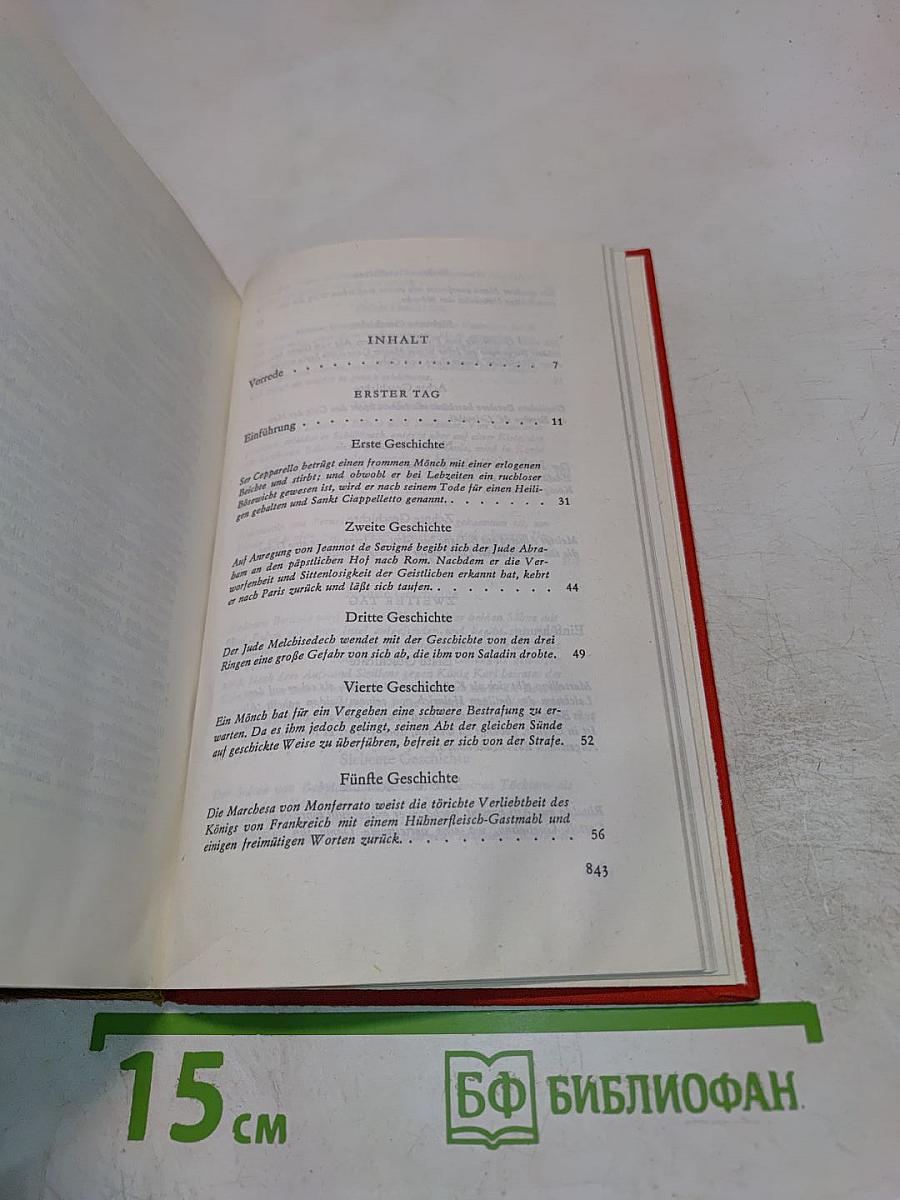 INHALT
Vorrede . . . . . . . . . . . . . . . . . . . 7
ERSTER TAG
Einführung . . . . . . . . . . . . . . . . . . 11
Erste Geschichte
Ser Cepparello betrügt einen frommen Mönch mit einer erlogenen
Beichte und stirbt; und obwohl er bei Lebzeiten ein ruchloser
Bösewicht gewesen ist, wird er nach seinem Tode für einen Heili-
gen gehalten und Sankt Ciappelletto genannt. . . . . . . . 31
Zweite Geschichte
Auf Anregung von Jeannot de Sevigné begibt sich der Jude Abra-
ham an den päpstlichen Hof nach Rom. Nachdem er die Ver-
worfenheit und Sittenlosigkeit der Geistlichen erkannt hat, kehrt
er nach Paris zurück und läßt sich taufen. . . . . . . . . 44
Dritte Geschichte
Der Jude Melchisedech wendet mit der Geschichte von den drei
Ringen eine große Gefahr von sich ab, die ihm von Saladin drohte. 49
Vierte Geschichte
Ein Mönch hat für ein Vergehen eine schwere Bestrafung zu er-
warten. Da es ihm jedoch gelingt, seinen Abt der gleichen Sünde
auf geschickte Weise zu überführen, befreit er sich von der Strafe. 52
Fünfte Geschichte
Die Marchesa von Monferrato weist die törichte Verliebtheit des
Königs von Frankreich mit einem Hühnerfleisch-Gastmahl und
einigen freimütigen Worten zurück. . . . . . . . . . . . 56
843
15 см
БФ БИБЛИОФАН